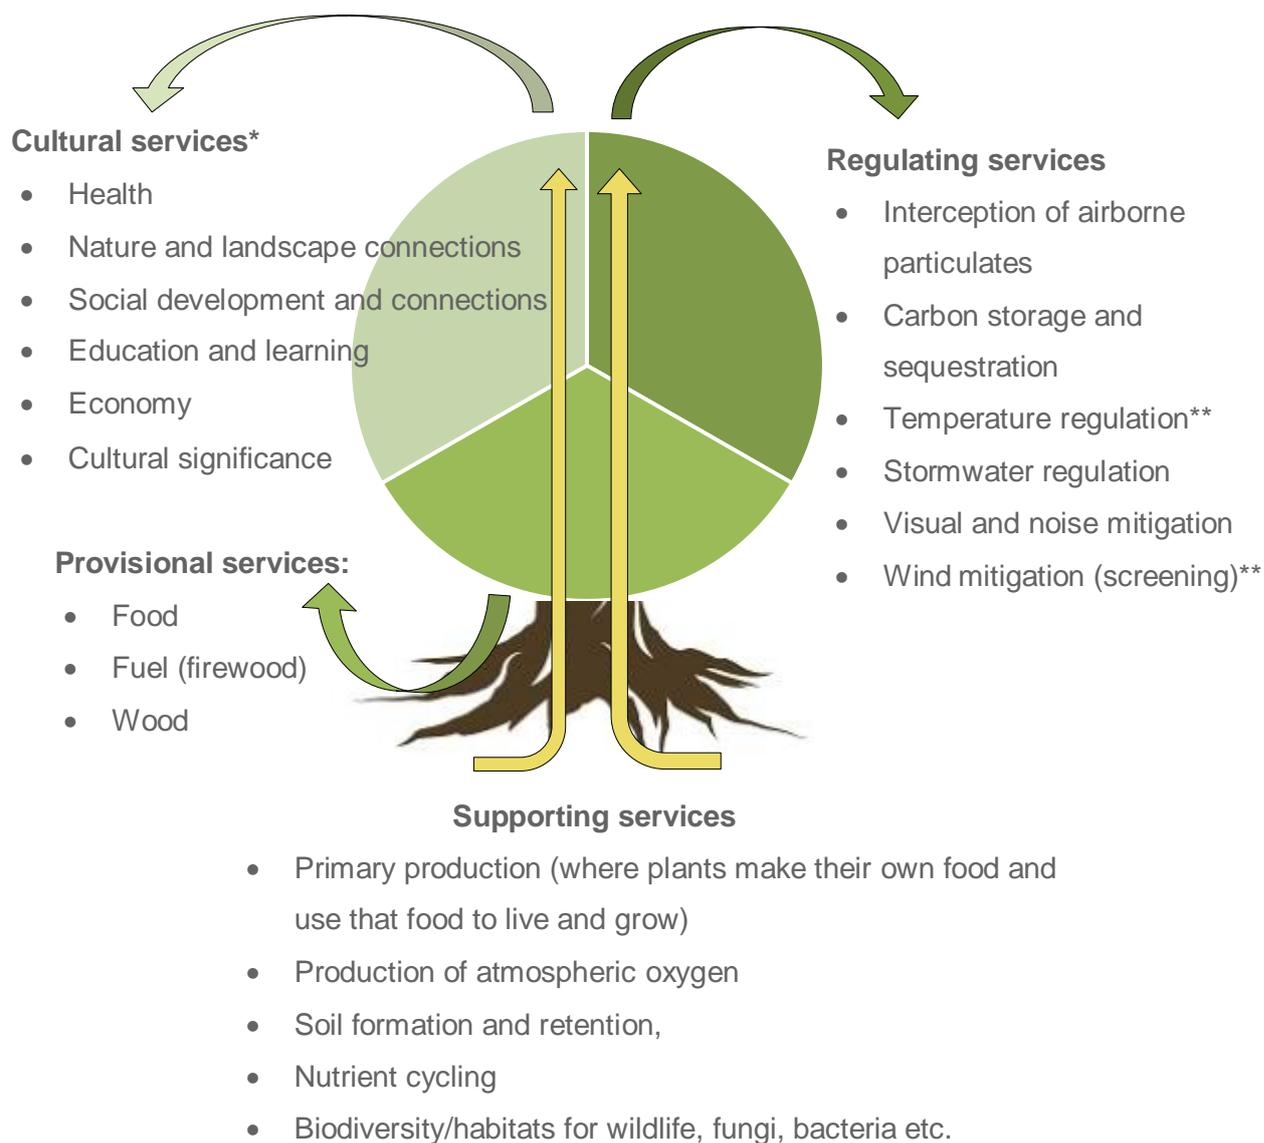 Cultural services*
• Health
• Nature and landscape connections
• Social development and connections
• Education and learning
• Economy
• Cultural significance
Provisional services:
• Food
• Fuel (firewood)
• Wood
Regulating services
• Interception of airborne
particulates
• Carbon storage and
sequestration
• Temperature regulation**
• Stormwater regulation
• Visual and noise mitigation
• Wind mitigation (screening)**
Supporting services
• Primary production (where plants make their own food and
use that food to live and grow)
• Production of atmospheric oxygen
• Soil formation and retention,
• Nutrient cycling
• Biodiversity/habitats for wildlife, fungi, bacteria etc.